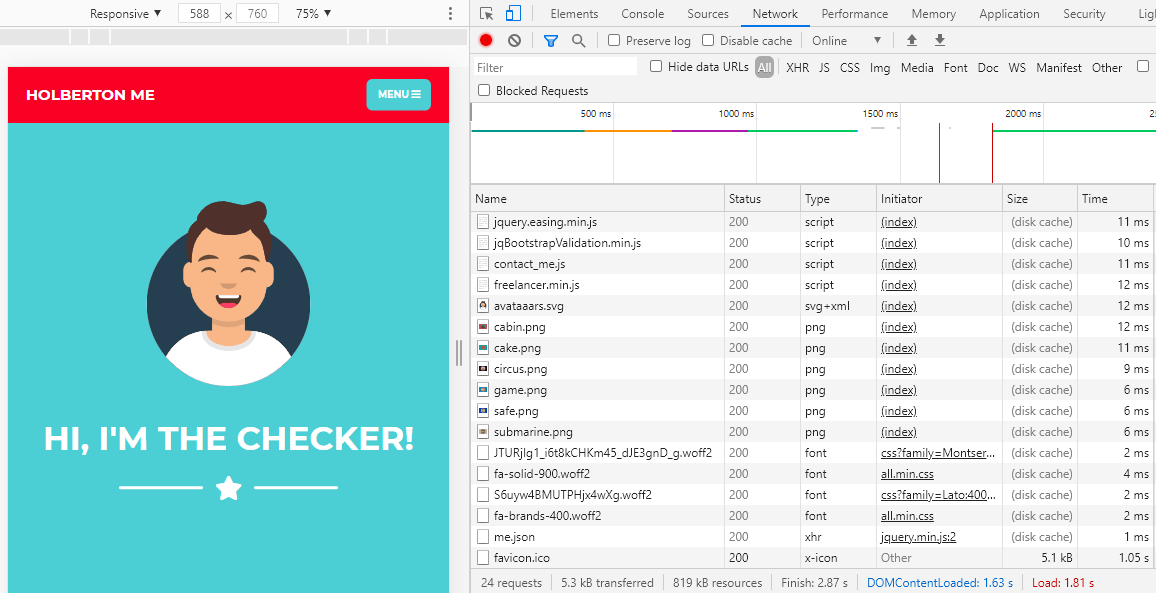 Responsive ▼ 588 × 760 75% ▼
Elements Console Sources Network Performance Memory Application Security Lig
Preserve log Disable cache Online ▼
Filter Hide data URLs All XHR JS CSS Img Media Font Doc WS Manifest Other
Blocked Requests
500 ms 1000 ms 1500 ms 2000 ms 25
HOLBERTON ME MENU
HI, I'M THE CHECKER!
Name Status Type Initiator Size Time
jquery.easing.min.js 200 script (index) (disk cache) 11 ms
jqBootstrapValidation.min.js 200 script (index) (disk cache) 10 ms
contact_me.js 200 script (index) (disk cache) 11 ms
freelancer.min.js 200 script (index) (disk cache) 12 ms
avataaars.svg 200 svg+xml (index) (disk cache) 12 ms
cabin.png 200 png (index) (disk cache) 12 ms
cake.png 200 png (index) (disk cache) 11 ms
circus.png 200 png (index) (disk cache) 9 ms
game.png 200 png (index) (disk cache) 6 ms
safe.png 200 png (index) (disk cache) 6 ms
submarine.png 200 png (index) (disk cache) 6 ms
JTURjIg1_i6t8kCHKm45_dJE3gnD_g.woff2 200 font css?family=Montser... (disk cache) 2 ms
fa-solid-900.woff2 200 font all.min.css (disk cache) 4 ms
S6uyw4BMUTPHjx4wXg.woff2 200 font css?family=Lato:400... (disk cache) 2 ms
fa-brands-400.woff2 200 font all.min.css (disk cache) 2 ms
me.json 200 xhr jquery.min.js:2 (disk cache) 1 ms
favicon.ico 200 x-icon Other 5.1 kB 1.05 s
24 requests 5.3 kB transferred 819 kB resources Finish: 2.87 s DOMContentLoaded: 1.63 s Load: 1.81 s